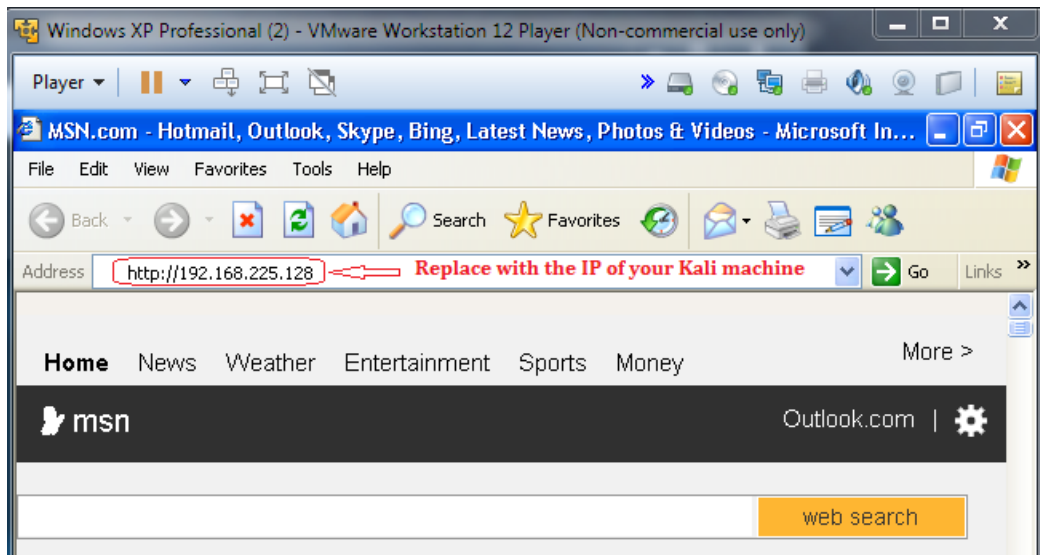 Windows XP Professional (2) - VMware Workstation 12 Player (Non-commercial use only)
Player
MSN.com - Hotmail, Outlook, Skype, Bing, Latest News, Photos & Videos - Microsoft In...
File Edit View Favorites Tools Help
Back Search Favorites
Address http://192.168.225.128 Replace with the IP of your Kali machine Go Links »
Home News Weather Entertainment Sports Money More >
msn Outlook.com |
web search